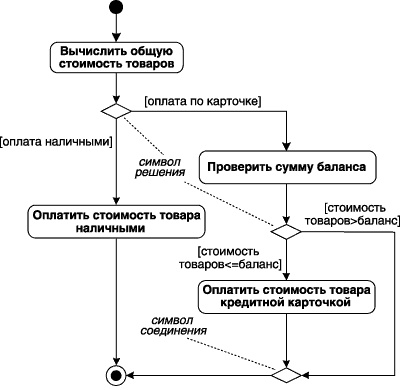 Вычислить общую
стоимость товаров
[оплата по карточке]
[оплата наличными]
символ
решения
Проверить сумму баланса
Оплатить стоимость товара
наличными
[стоимость
товаров>баланс]
[стоимость
товаров<=баланс]
Оплатить стоимость товара
кредитной карточкой
символ
соединения